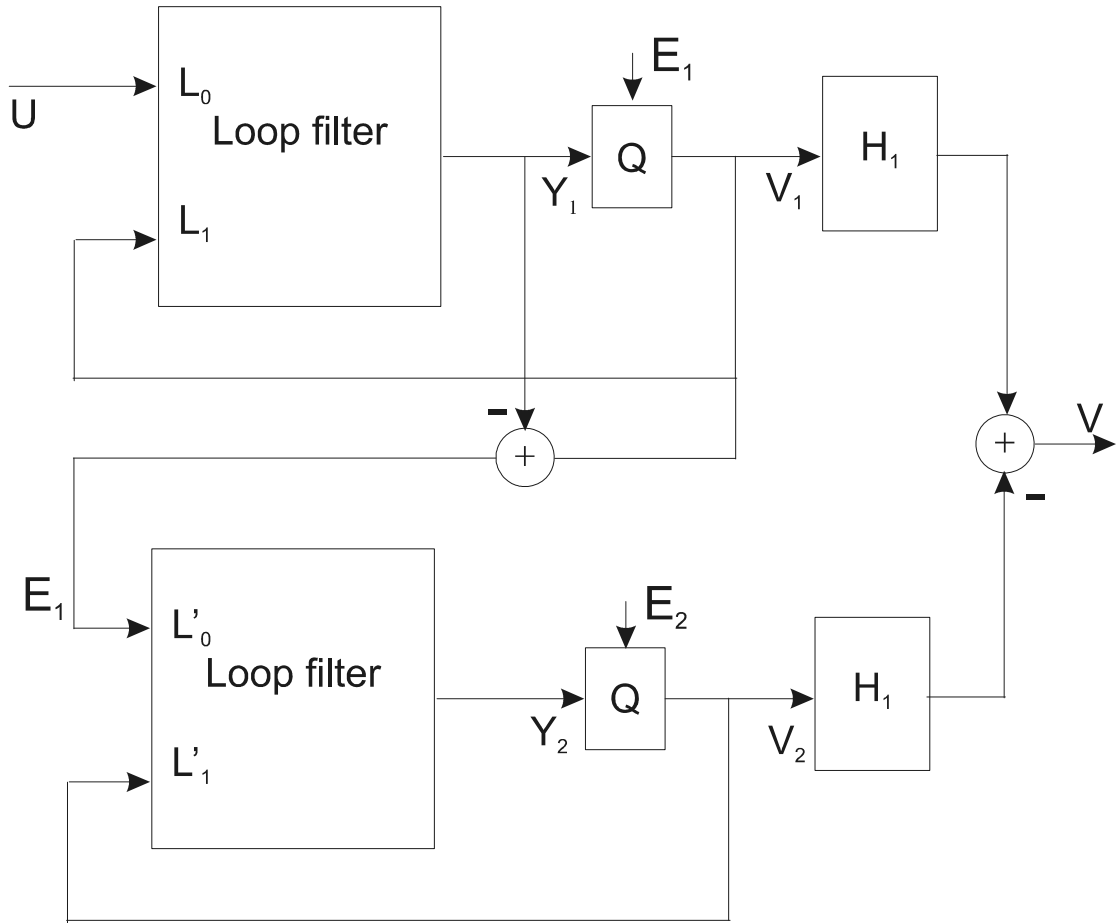 E₁
U
L₀
Loop filter
L₁
Y₁
Q
V₁
H₁
-
+
+
V
-
E₁
L'₀
Loop filter
L'₁
E₂
Y₂
Q
V₂
H₁